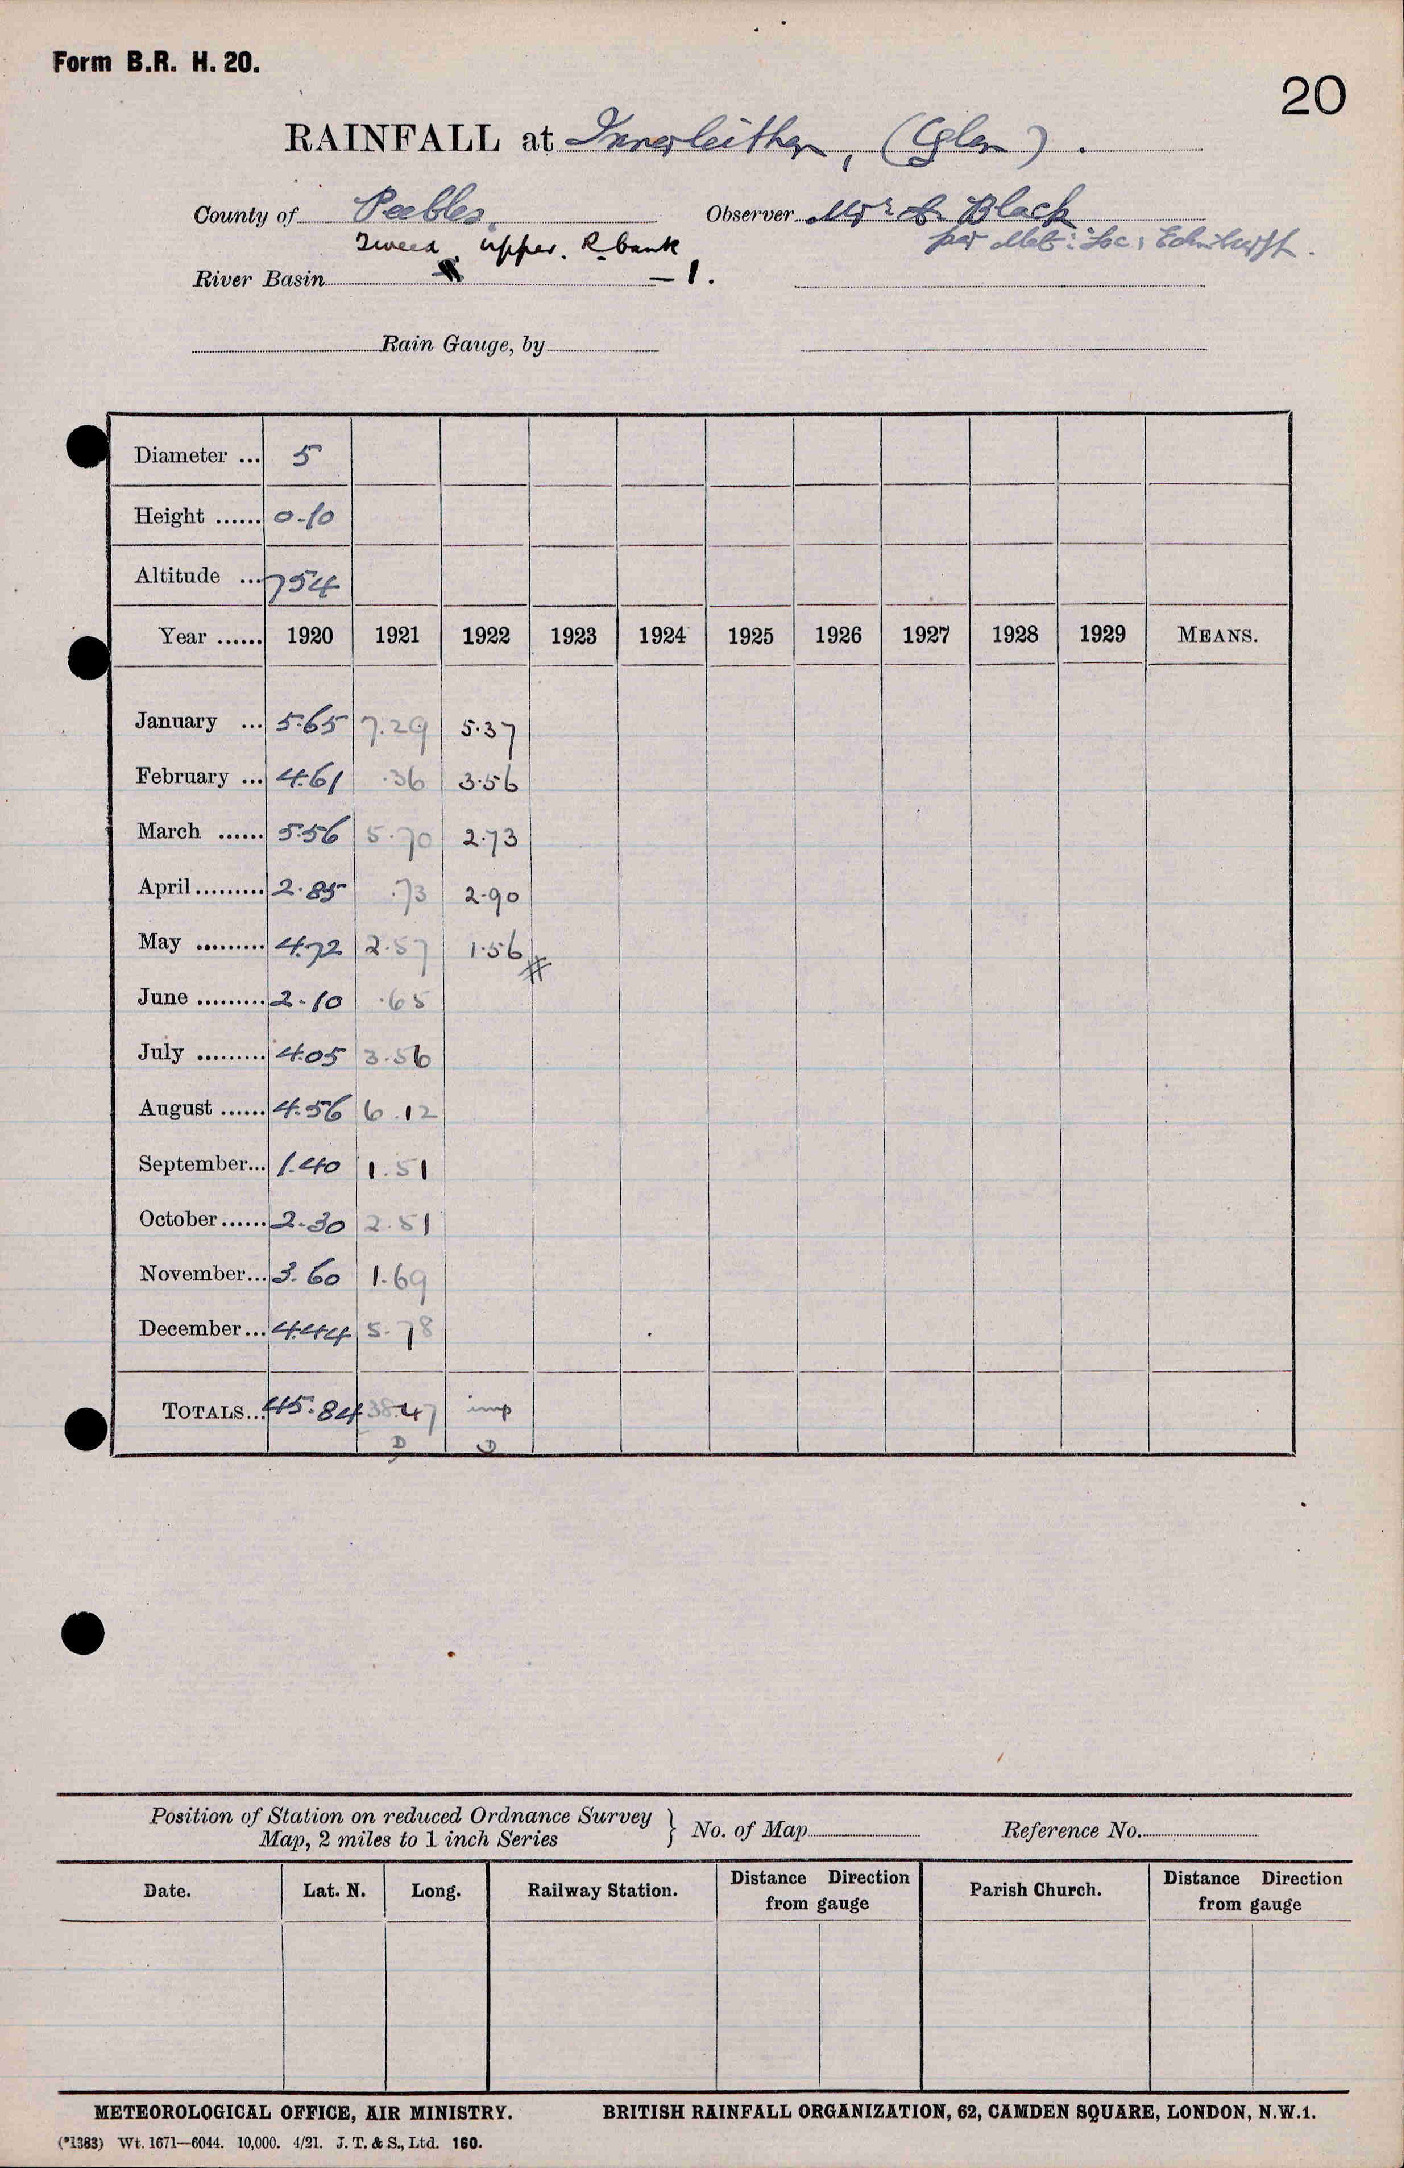 Form B.R. H. 20.
20
RAINFALL at Innerleithen, (Glen).
County of Peebles. Observer Mr. A. Black
Tweed, upper. R. bank per Met: Soc: Edinburgh.
River Basin —1.
Rain Gauge, by
Diameter ... 5
Height ...... 0-10
Altitude ... 754
Year ...... 1920 1921 1922 1923 1924 1925 1926 1927 1928 1929 MEANS.
January ... 5.65 7.29 5.37
February ... 4.61 .36 3.56
March ...... 5.56 5.70 2.73
April ......... 2.85 .73 2.90
May ......... 4.72 2.57 1.56 #
June ......... 2.10 .65
July ......... 4.05 3.56
August ...... 4.56 6.12
September... 1.40 1.51
October ...... 2.30 2.51
November... 3.60 1.69
December ... 4.44 5.78
TOTALS... 45.84 38.47 imp
D D
Position of Station on reduced Ordnance Survey
Map, 2 miles to 1 inch Series } No. of Map Reference No.
Date. Lat. N. Long. Railway Station. Distance Direction from gauge Parish Church. Distance Direction from gauge
METEOROLOGICAL OFFICE, AIR MINISTRY. BRITISH RAINFALL ORGANIZATION, 62, CAMDEN SQUARE, LONDON, N.W.1.
(*1383) Wt. 1671—6044. 10,000. 4/21. J. T. & S., Ltd. 160.